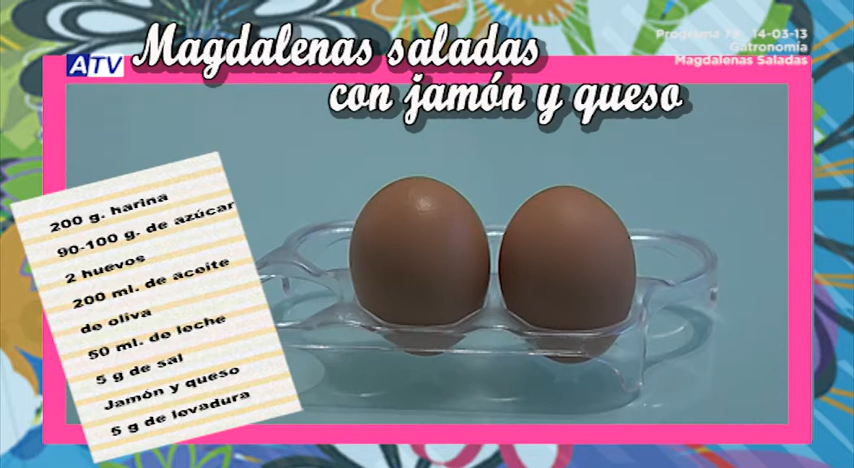 Magdalenas saladas
con jamón y queso
ATV
14-03-13
Gatronomía
Magdalenas Saladas
200 g. harina
90-100 g. de azúcar
2 huevos
200 ml. de aceite
de oliva
50 ml. de leche
5 g de sal
Jamón y queso
5 g de levadura